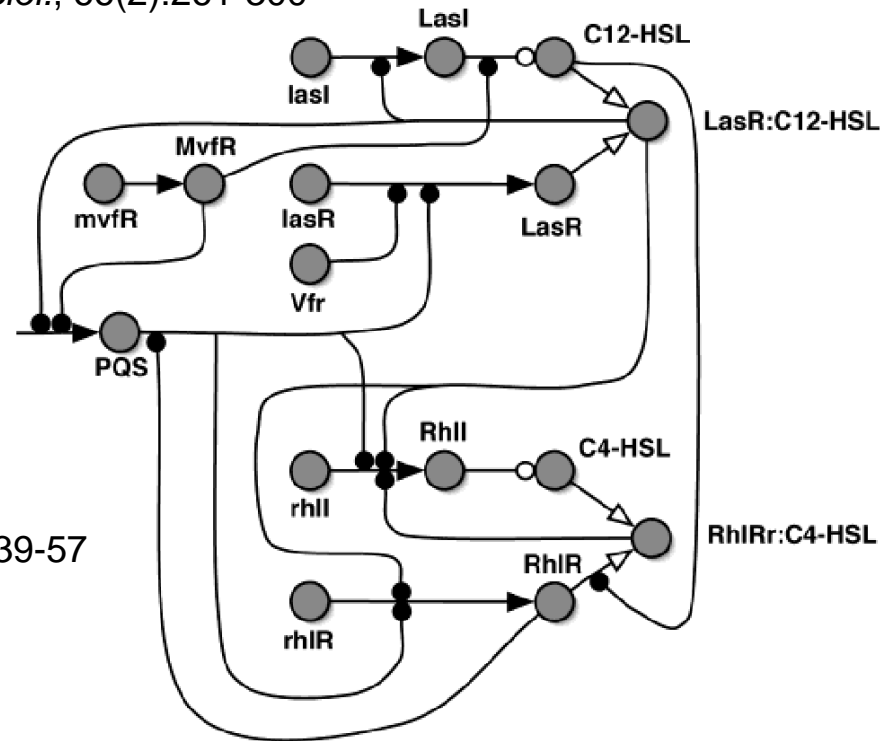 LasI
C12-HSL
lasI
LasR:C12-HSL
MvfR
mvfR
lasR
LasR
Vfr
PQS
RhlI
C4-HSL
rhlI
39-57
RhlRr:C4-HSL
RhlR
rhlR